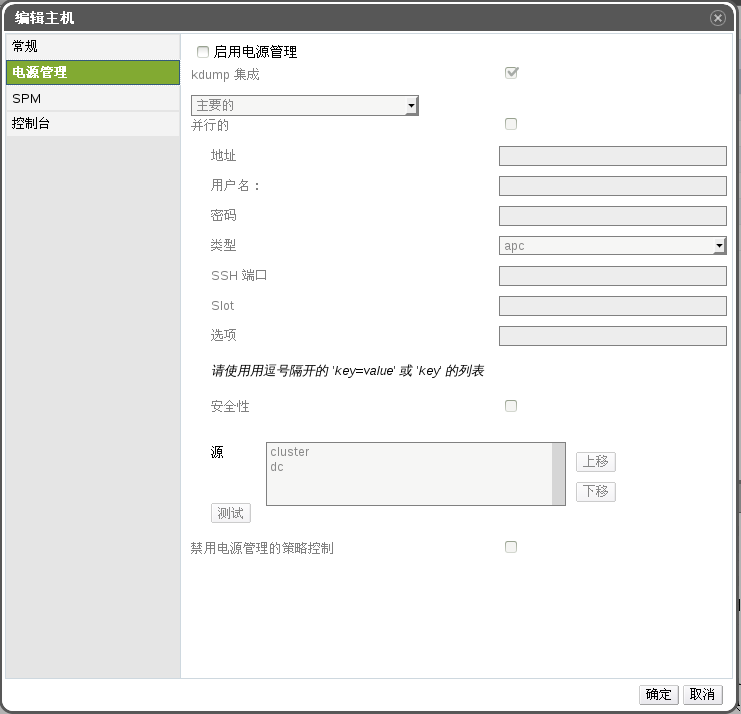 编辑主机
常规
电源管理
SPM
控制台
启用电源管理
kdump 集成
主要的
并行的
地址
用户名：
密码
类型
apc
SSH 端口
Slot
选项
请使用用逗号隔开的 'key=value' 或 'key' 的列表
安全性
源
cluster
dc
上移
下移
测试
禁用电源管理的策略控制
确定
取消